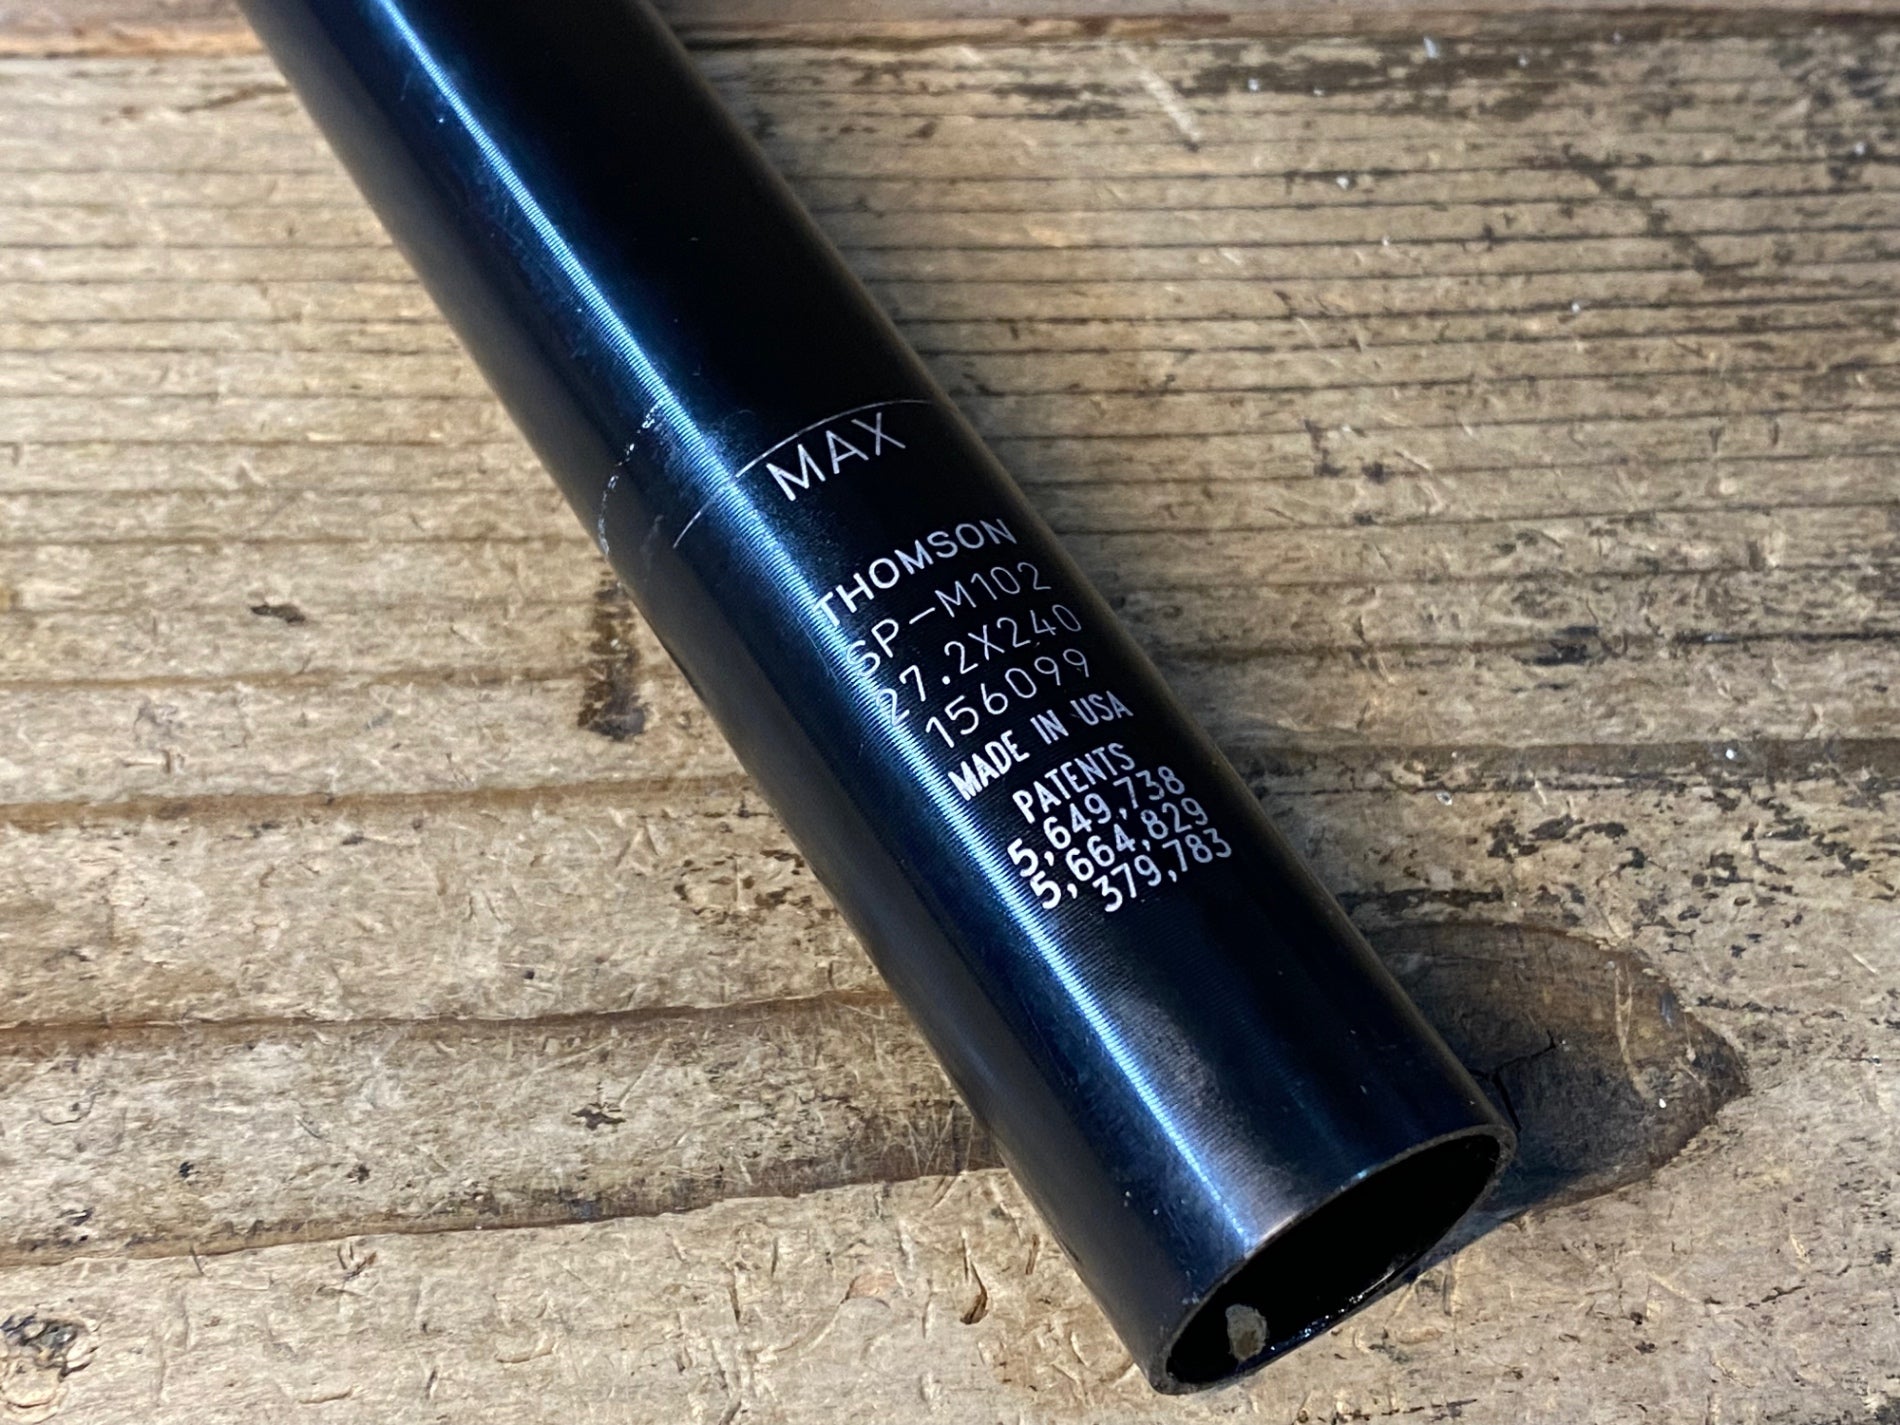 MAX
THOMSON
SP-M102
27.2X240
156099
MADE IN USA
PATENTS
5,649,738
5,664,829
379,783